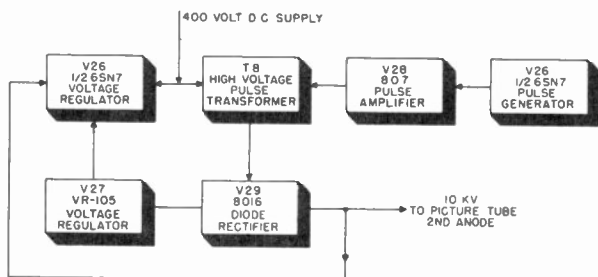 400 VOLT D C SUPPLY
V26
1/2 6SN7
VOLTAGE
REGULATOR
T8
HIGH VOLTAGE
PULSE
TRANSFORMER
V28
807
PULSE
AMPLIFIER
V26
1/2 6SN7
PULSE
GENERATOR
V27
VR-105
VOLTAGE
REGULATOR
V29
8016
DIODE
RECTIFIER
10 KV
TO PICTURE TUBE
2ND ANODE